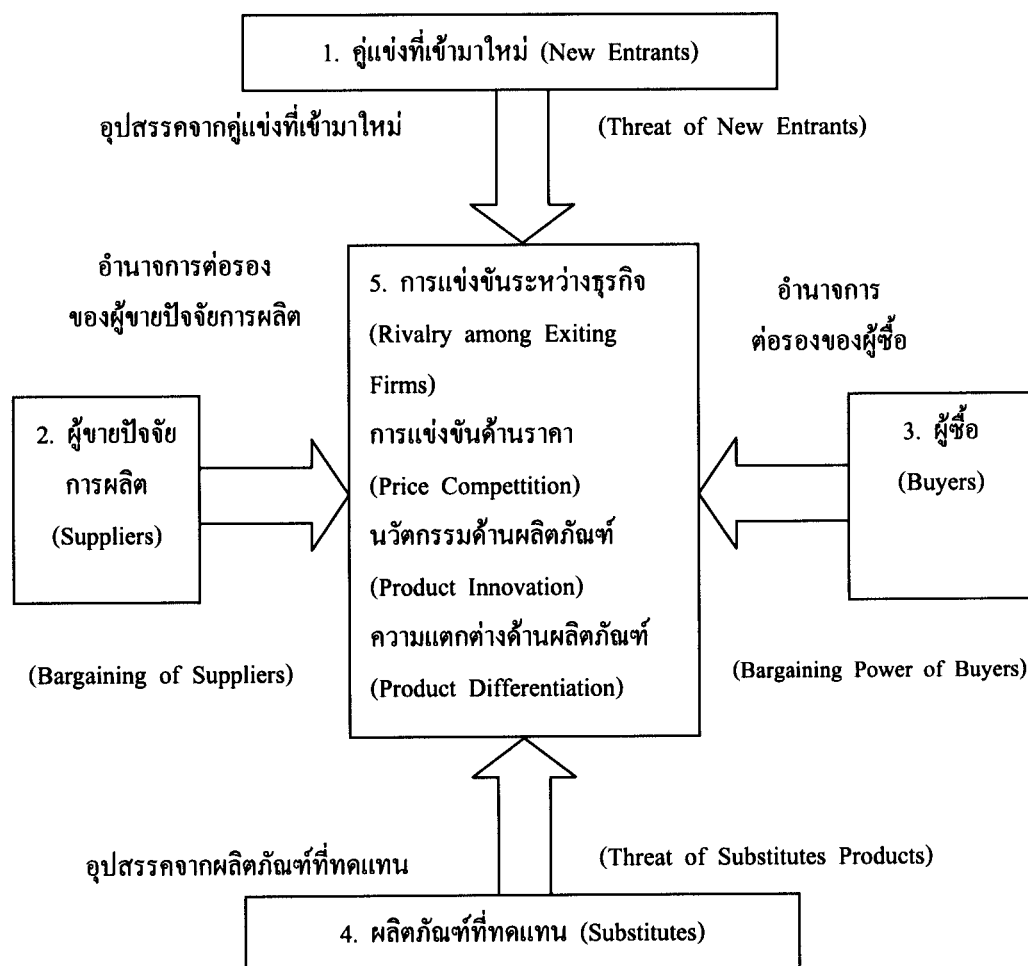 1. คู่แข่งที่เข้ามาใหม่ (New Entrants)
อุปสรรคจากคู่แข่งที่เข้ามาใหม่
(Threat of New Entrants)
อำนาจการต่อรอง
ของผู้ขายปัจจัยการผลิต
5. การแข่งขันระหว่างธุรกิจ
(Rivalry among Exiting
Firms)
การแข่งขันด้านราคา
(Price Compettition)
นวัตกรรมด้านผลิตภัณฑ์
(Product Innovation)
ความแตกต่างด้านผลิตภัณฑ์
(Product Differentiation)
อำนาจการ
ต่อรองของผู้ซื้อ
2. ผู้ขายปัจจัย
การผลิต
(Suppliers)
3. ผู้ซื้อ
(Buyers)
(Bargaining of Suppliers)
(Bargaining Power of Buyers)
อุปสรรคจากผลิตภัณฑ์ที่ทดแทน
(Threat of Substitutes Products)
4. ผลิตภัณฑ์ที่ทดแทน (Substitutes)